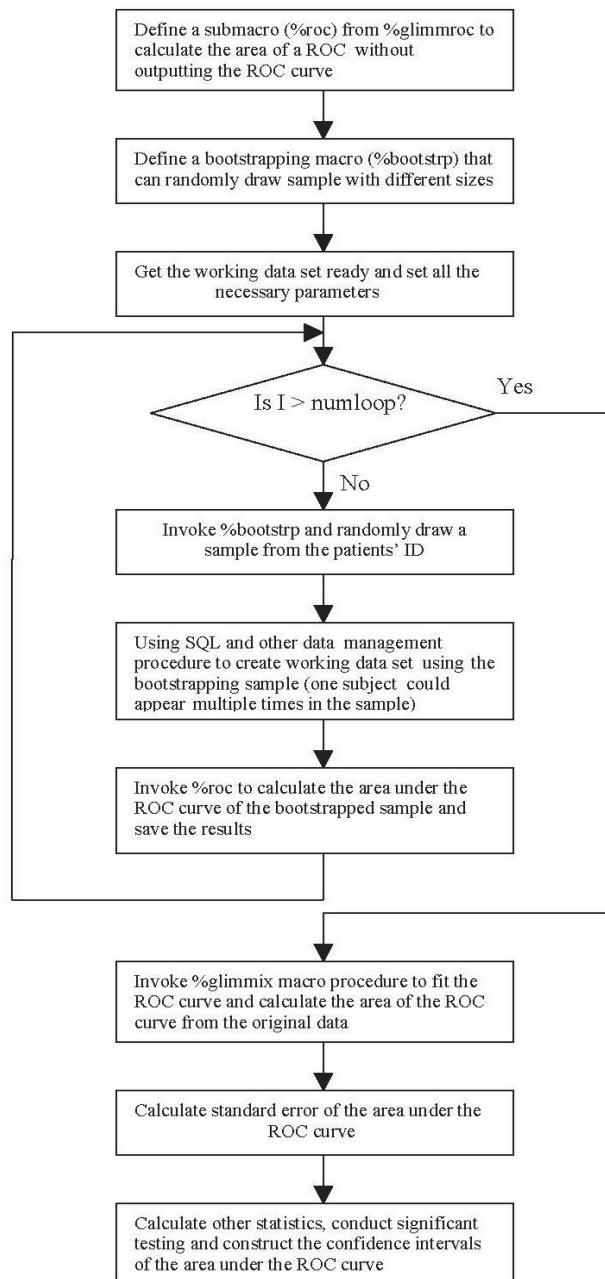 Define a submacro (%roc) from %glimmroc to
calculate the area of a ROC without
outputting the ROC curve
Define a bootstrapping macro (%bootstrp) that
can randomly draw sample with different sizes
Get the working data set ready and set all the
necessary parameters
Is I > numloop?
Yes
No
Invoke %bootstrp and randomly draw a
sample from the patients’ ID
Using SQL and other data management
procedure to create working data set using the
bootstrapping sample (one subject could
appear multiple times in the sample)
Invoke %roc to calculate the area under the
ROC curve of the bootstrapped sample and
save the results
Invoke %glimmix macro procedure to fit the
ROC curve and calculate the area of the ROC
curve from the original data
Calculate standard error of the area under the
ROC curve
Calculate other statistics, conduct significant
testing and construct the confidence intervals
of the area under the ROC curve